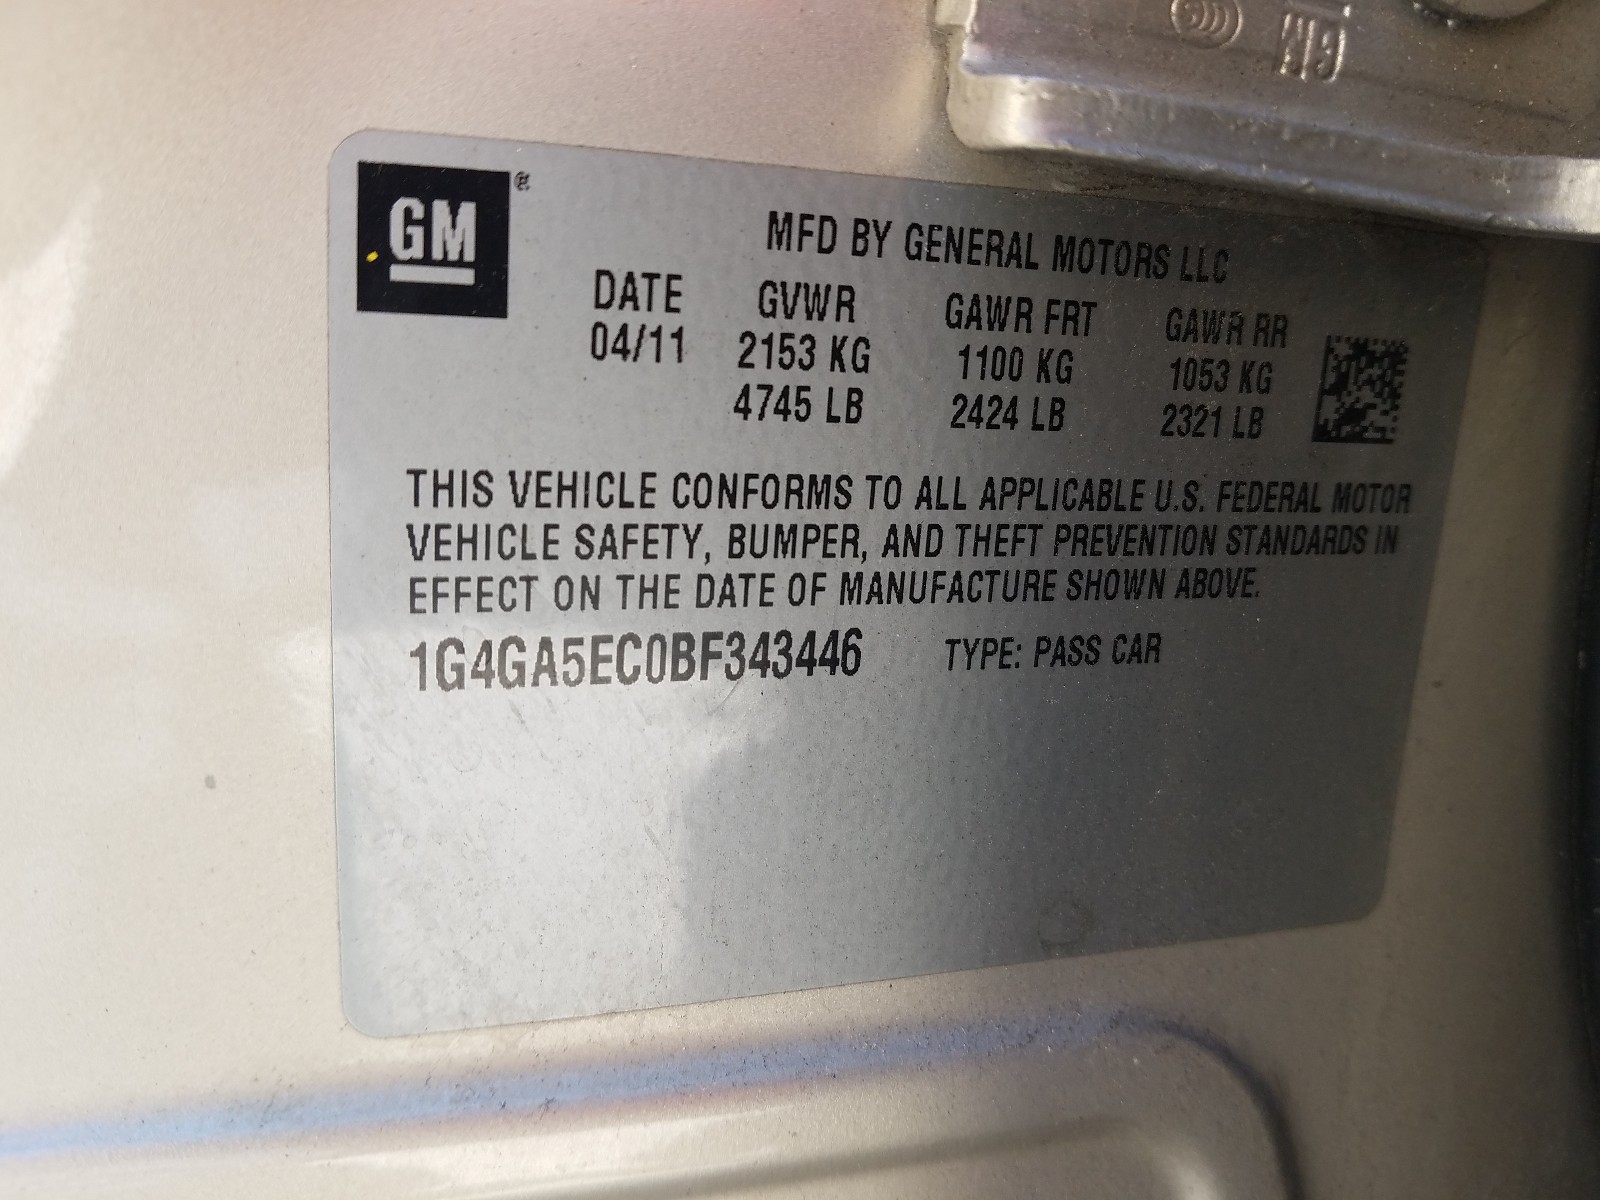 GM
MFD BY GENERAL MOTORS LLC
DATE GVWR GAWR FRT GAWR RR
04/11 2153 KG 1100 KG 1053 KG
4745 LB 2424 LB 2321 LB
THIS VEHICLE CONFORMS TO ALL APPLICABLE U.S. FEDERAL MOTOR
VEHICLE SAFETY, BUMPER, AND THEFT PREVENTION STANDARDS IN
EFFECT ON THE DATE OF MANUFACTURE SHOWN ABOVE.
1G4GA5EC0BF343446 TYPE: PASS CAR